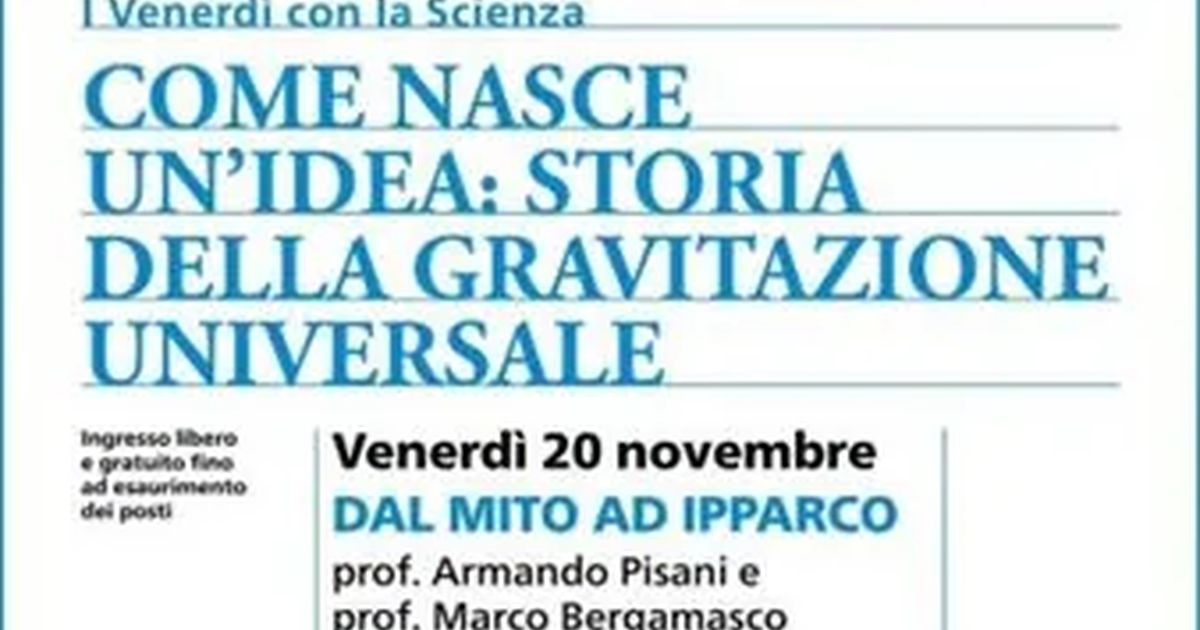 I Venerdì con la Scienza
COME NASCE
UN'IDEA: STORIA
DELLA GRAVITAZIONE
UNIVERSALE
Ingresso libero
e gratuito fino
ad esaurimento
dei posti
Venerdì 20 novembre
DAL MITO AD IPPARCO
prof. Armando Pisani e
prof. Marco Bergamasco